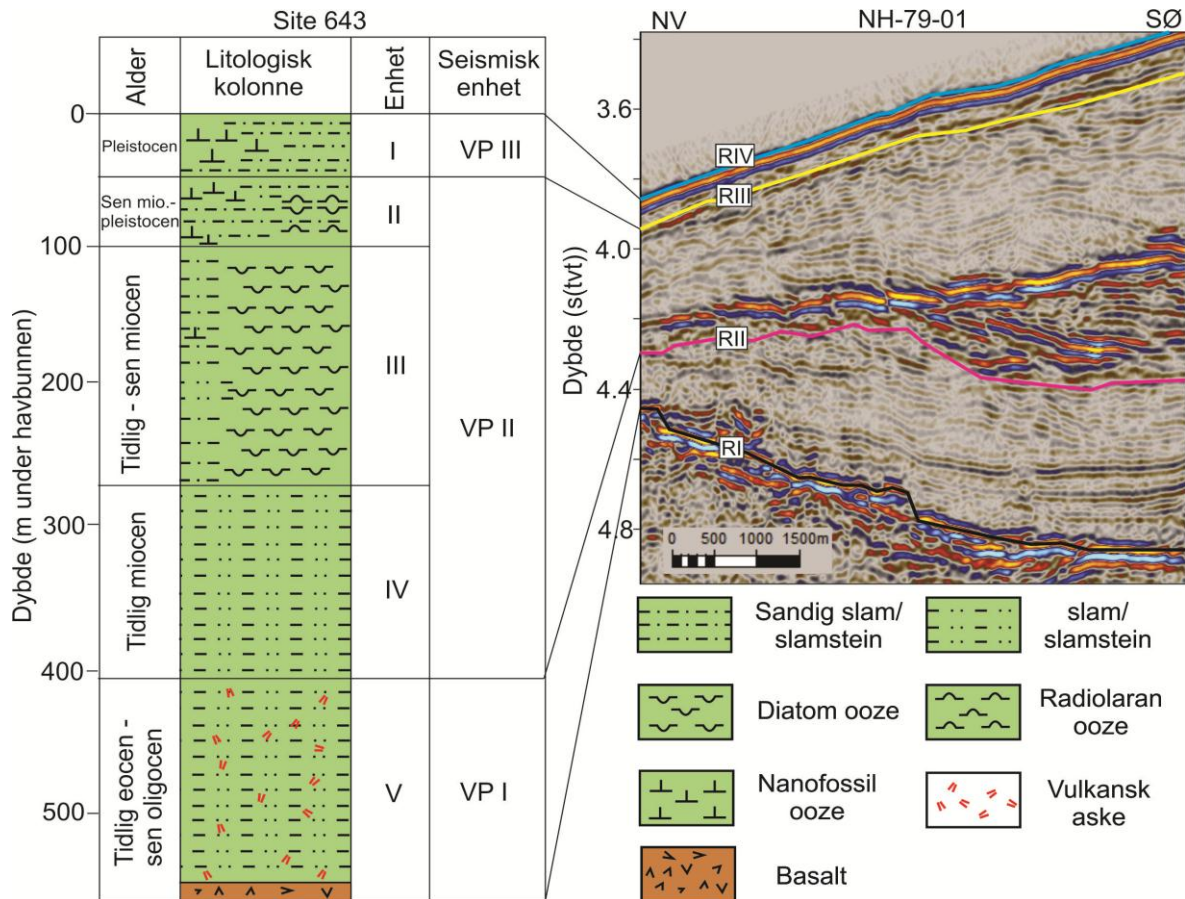 Site 643
NV
NH-79-01
SØ
Alder
Litologisk
kolonne
Enhet
Seismisk
enhet
Dybde (m under havbunnen)
0
100
200
300
400
500
Pleistocen
Sen mio.-
pleistocen
Tidlig - sen miocen
Tidlig miocen
Tidlig eocen -
sen oligocen
I
II
III
IV
V
VP III
VP II
VP I
Dybde (s(tvt))
3.6
4.0
4.4
4.8
RIV
RIII
RII
RI
0 500 1000 1500m
Sandig slam/
slamstein
slam/
slamstein
Diatom ooze
Radiolaran
ooze
Nanofossil
ooze
Vulkansk
aske
Basalt